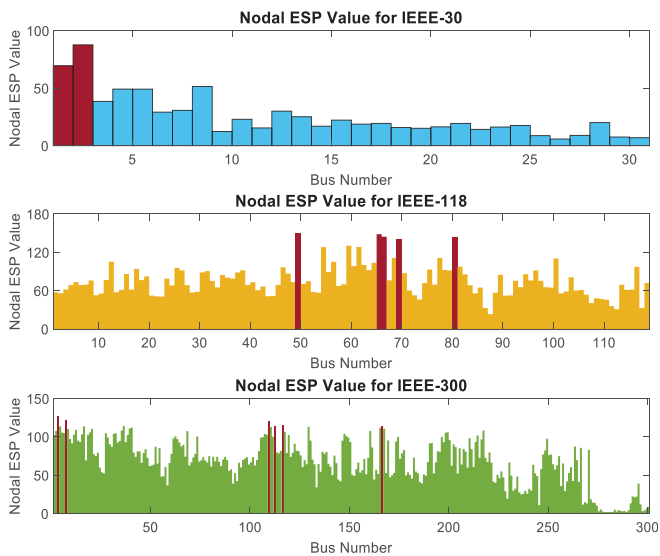 Nodal ESP Value for IEEE-30
Nodal ESP Value
100
50
0
5 10 15 20 25 30
Bus Number
Nodal ESP Value for IEEE-118
Nodal ESP Value
180
120
60
0
10 20 30 40 50 60 70 80 90 100 110
Bus Number
Nodal ESP Value for IEEE-300
Nodal ESP Value
150
100
50
0
50 100 150 200 250 300
Bus Number